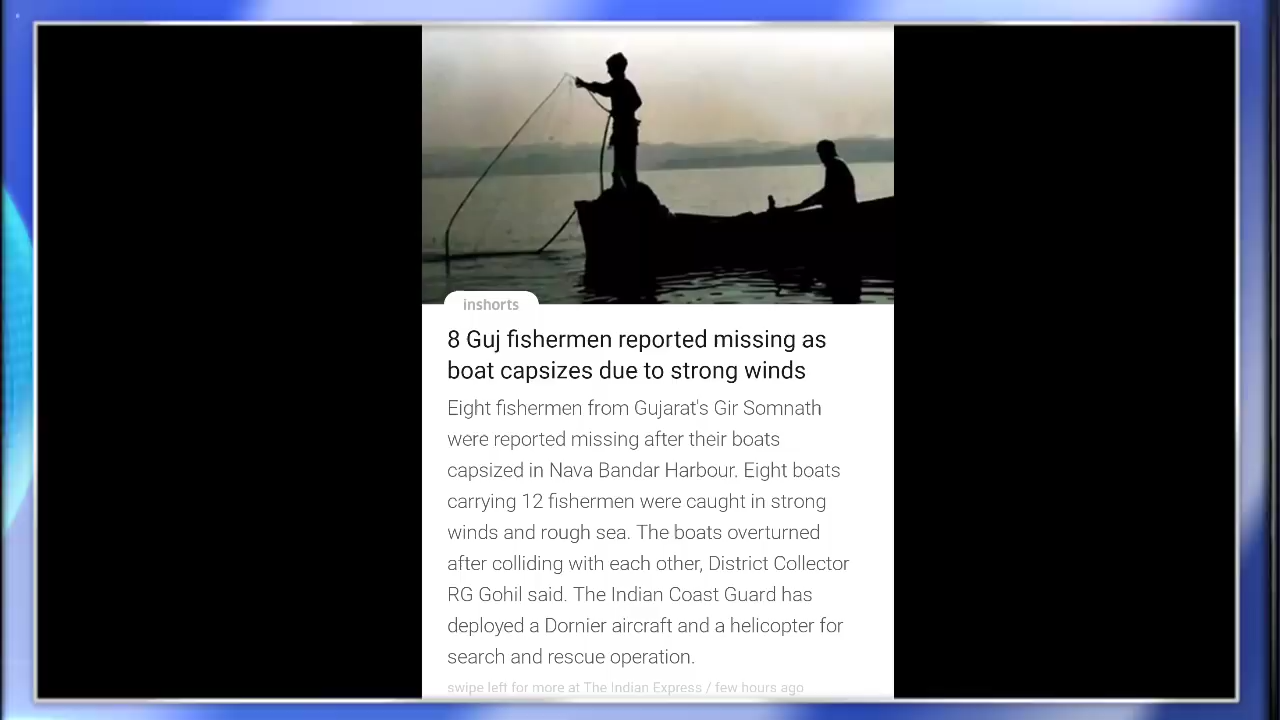 inshorts
8 Guj fishermen reported missing as
boat capsizes due to strong winds
Eight fishermen from Gujarat's Gir Somnath
were reported missing after their boats
capsized in Nava Bandar Harbour. Eight boats
carrying 12 fishermen were caught in strong
winds and rough sea. The boats overturned
after colliding with each other, District Collector
RG Gohil said. The Indian Coast Guard has
deployed a Dornier aircraft and a helicopter for
search and rescue operation.
swipe left for more at The Indian Express / few hours ago